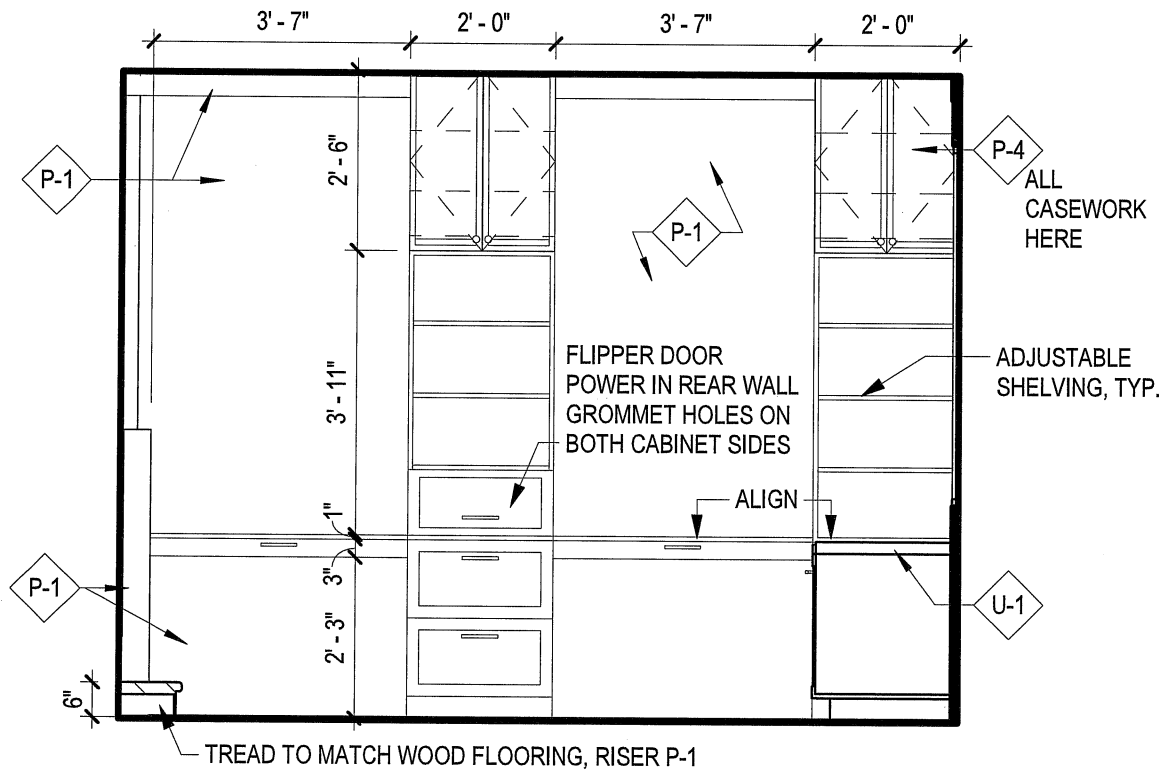 3' - 7"
2' - 0"
3' - 7"
2' - 0"
2' - 6"
P-1
P-4
ALL
CASEWORK
HERE
P-1
FLIPPER DOOR
POWER IN REAR WALL
GROMMET HOLES ON
BOTH CABINET SIDES
ADJUSTABLE
SHELVING, TYP.
3' - 11"
ALIGN
1"
3"
P-1
U-1
2' - 3"
6"
TREAD TO MATCH WOOD FLOORING, RISER P-1